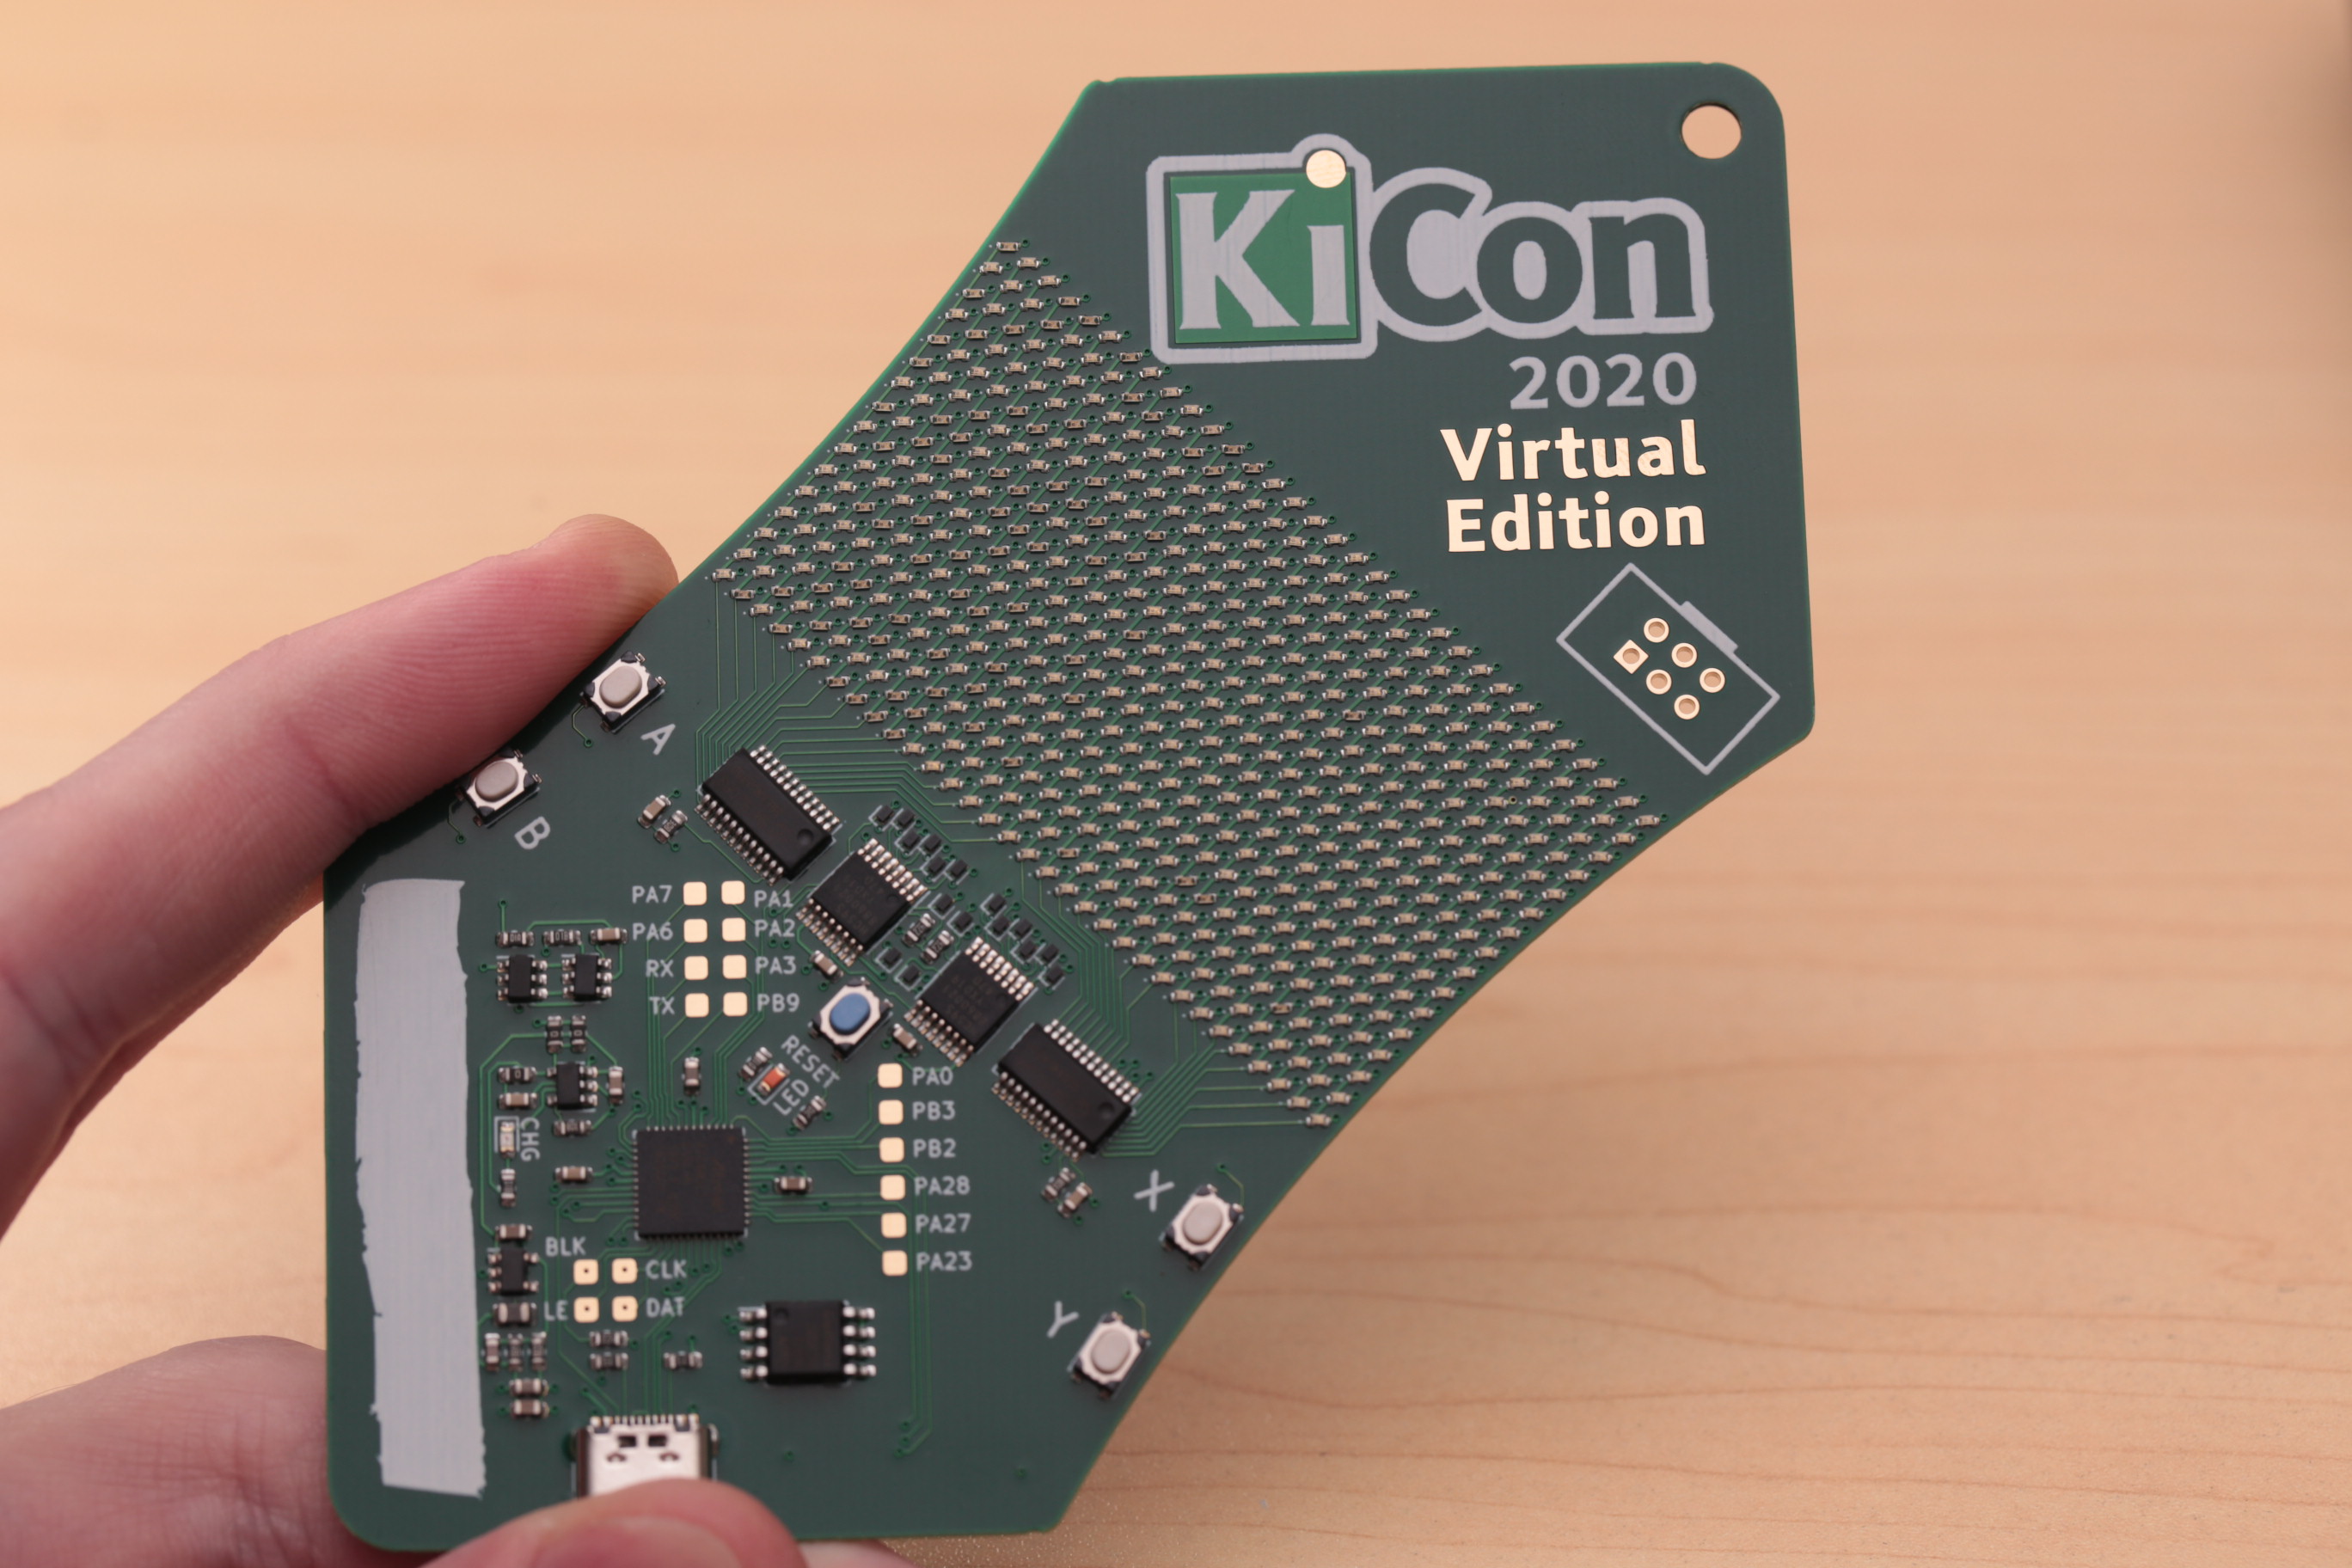 KiCon
2020
Virtual
Edition
A
B
PA7 PA1
PA6 PA2
RX PA3
TX PB9
RESET
LED
PA0
PB3
PB2
PA28
PA27
PA23
CHG
BLK
CLK
LE DAT
X
Y